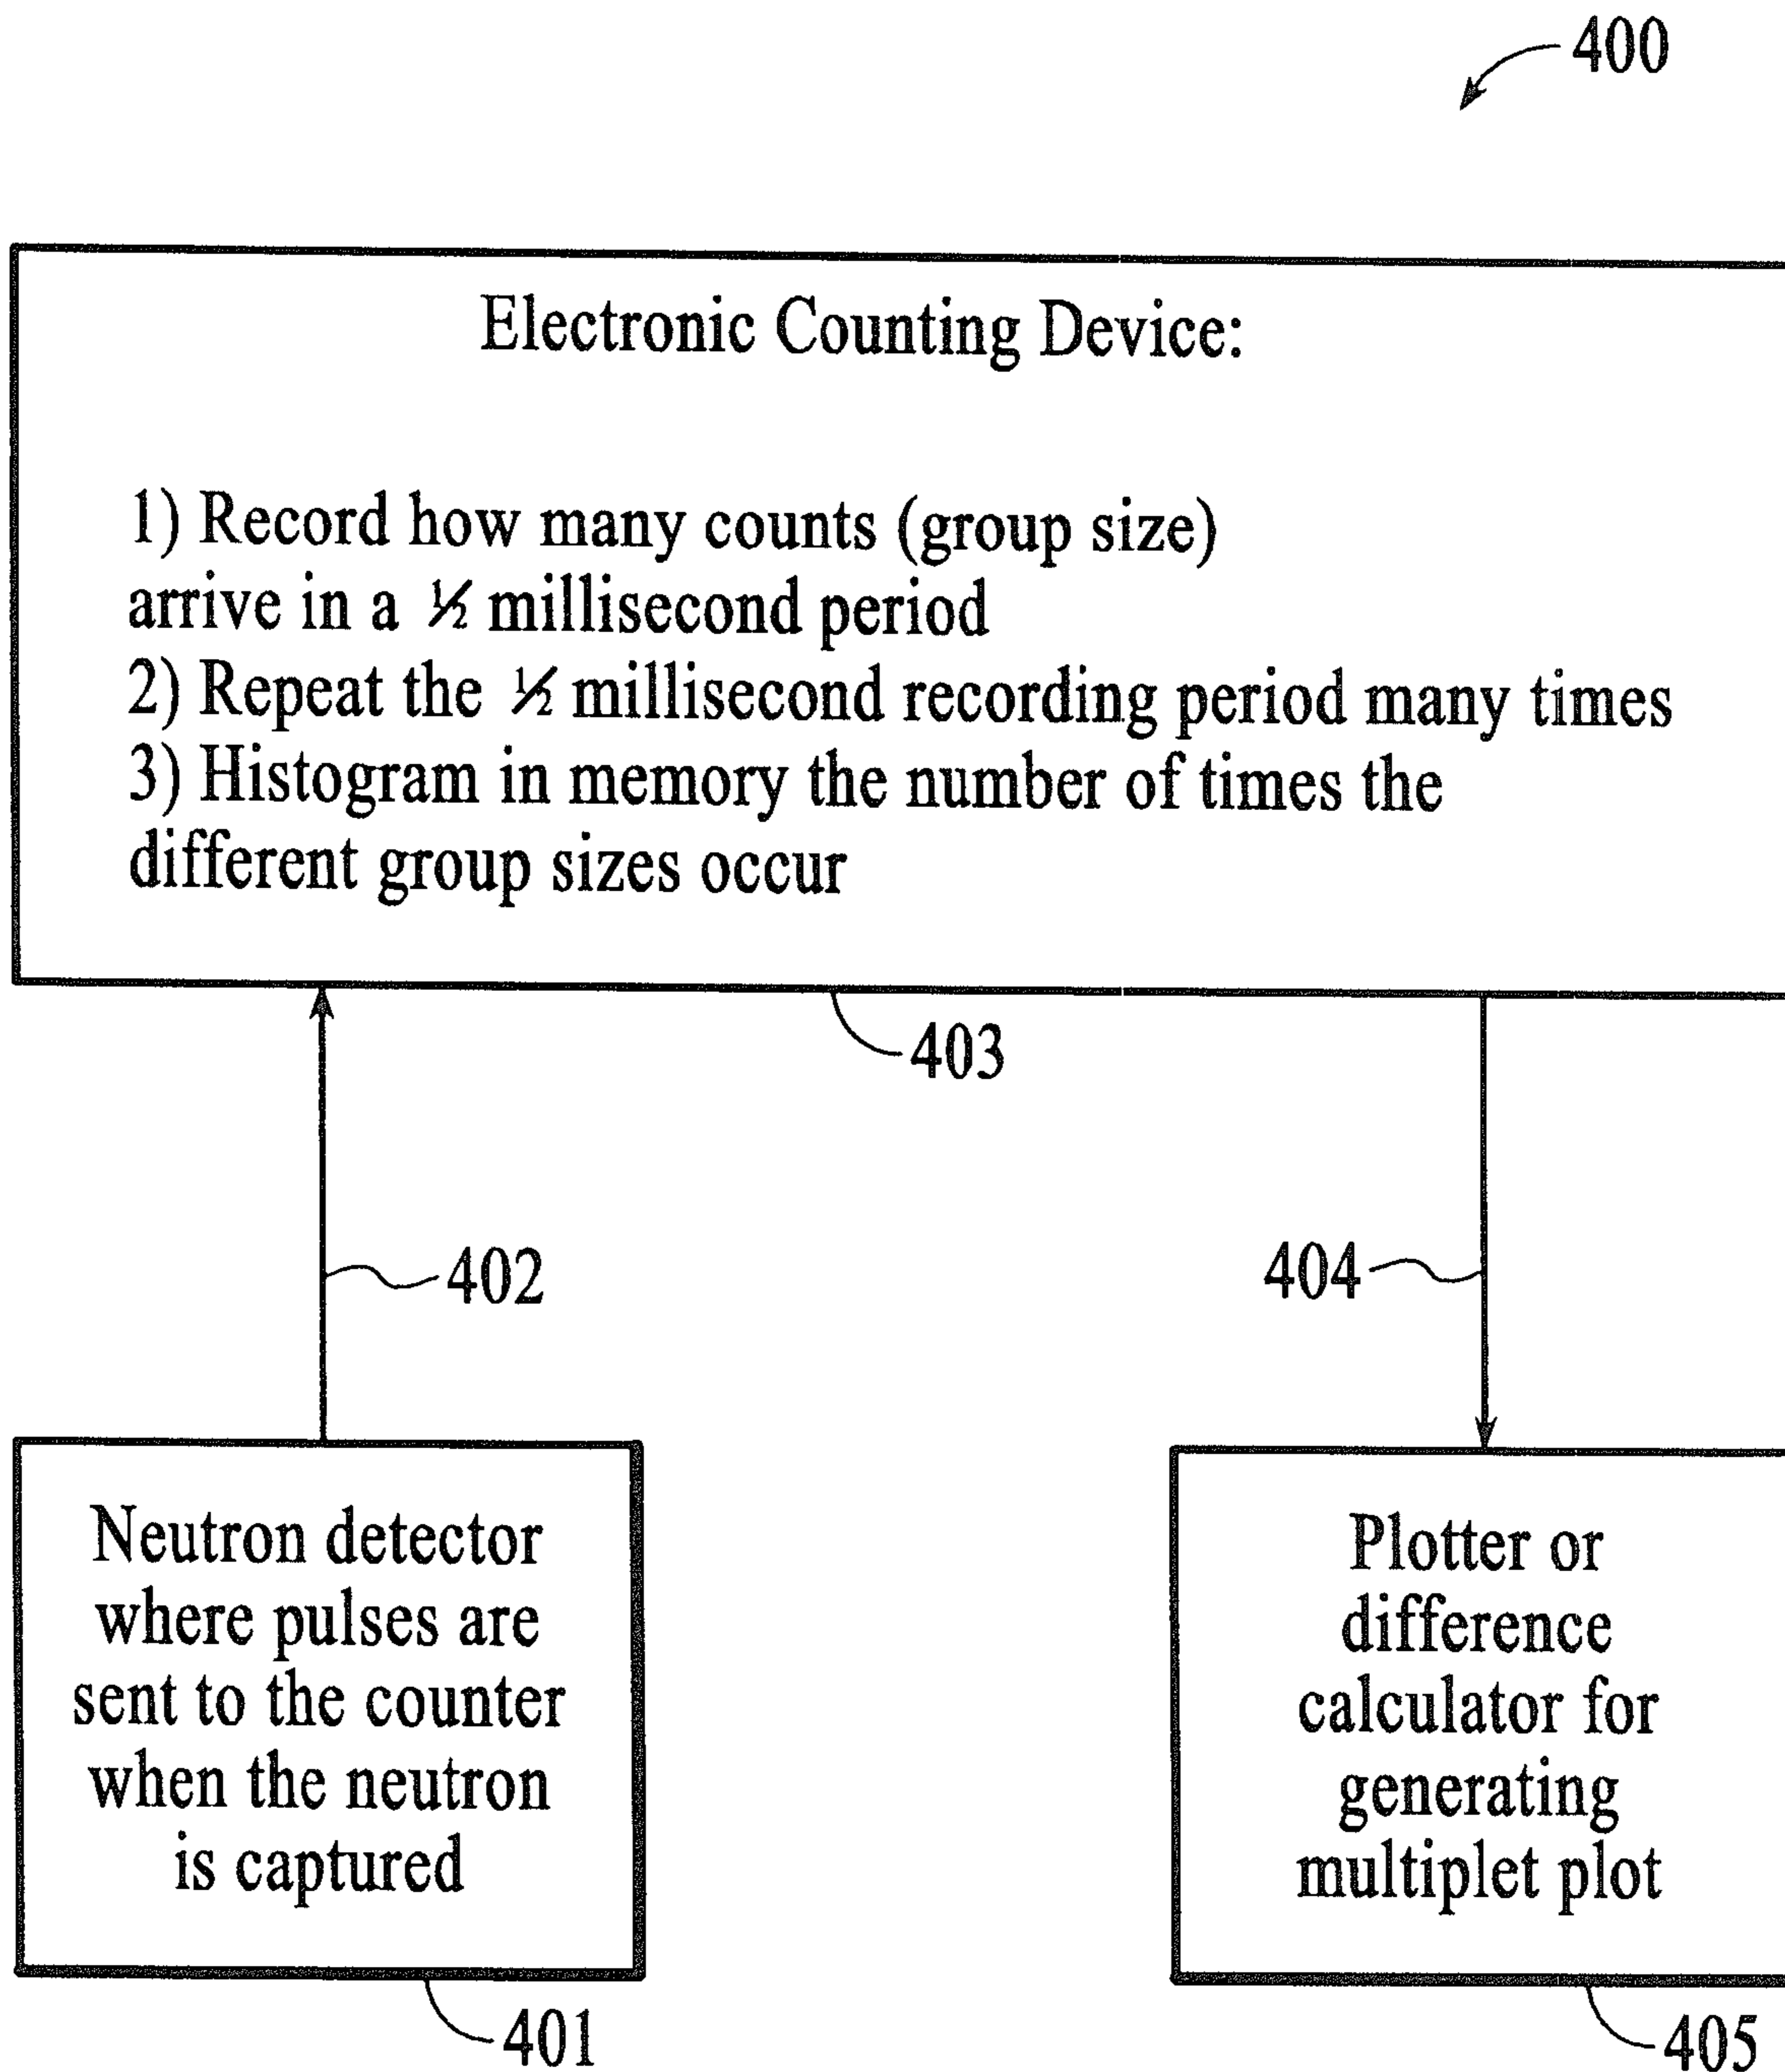 400
Electronic Counting Device:
1) Record how many counts (group size)
arrive in a ½ millisecond period
2) Repeat the ½ millisecond recording period many times
3) Histogram in memory the number of times the
different group sizes occur
403
402
404
Neutron detector
where pulses are
sent to the counter
when the neutron
is captured
401
Plotter or
difference
calculator for
generating
multiplet plot
405